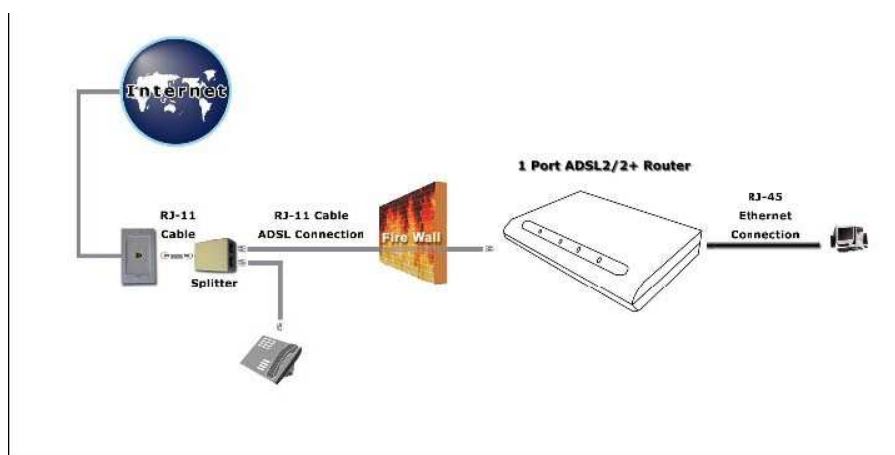 Internet
1 Port ADSL2/2+ Router
RJ-11
Cable
RJ-11 Cable
ADSL Connection
Fire Wall
RJ-45
Ethernet
Connection
Splitter